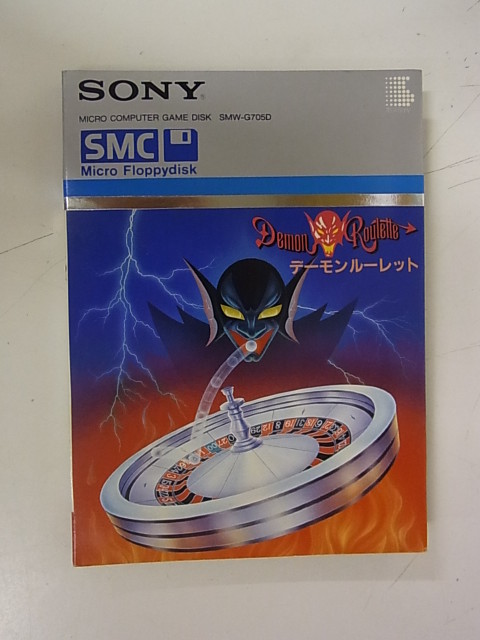 SONY
MICRO COMPUTER GAME DISK SMW-G705D
SMC
Micro Floppydisk
Demon Roulette
デーモンルーレット